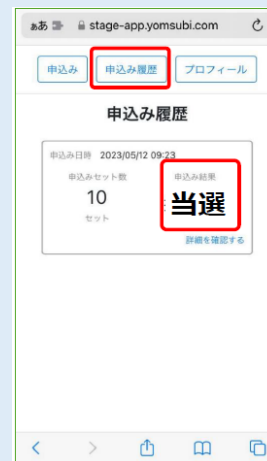 ぁあ stage-app.yomsubi.com
申込み 申込み履歴 プロフィール
申込み履歴
申込み日時 2023/05/12 09:23
申込みセット数 申込み結果
10 当選
セット
詳細を確認する